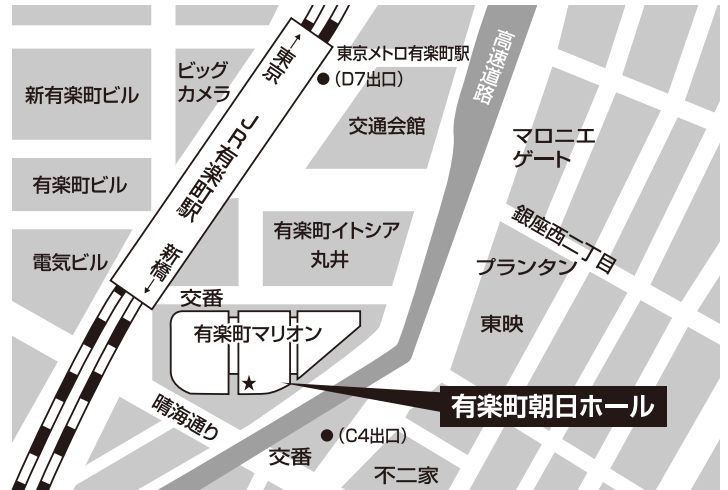 東京メトロ有楽町駅
(D7出口)
高速道路
←東京
JR有楽町駅
新橋→
ビッグ
カメラ
新有楽町ビル
交通会館
マロニエ
ゲート
有楽町ビル
銀座西二丁目
有楽町イトシア
丸井
電気ビル
プランタン
交番
東映
有楽町マリオン
★
有楽町朝日ホール
晴海通り
(C4出口)
交番
不二家